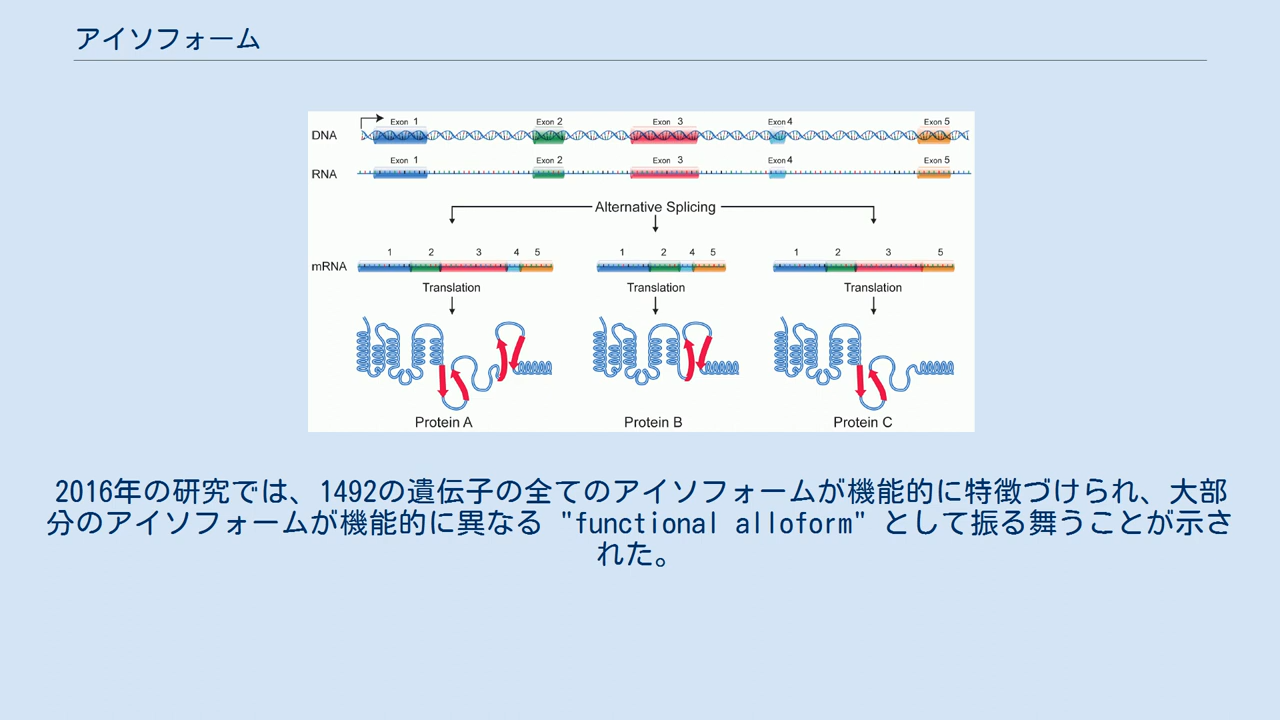 アイソフォーム
Exon 1 Exon 2 Exon 3 Exon 4 Exon 5
DNA
Exon 1 Exon 2 Exon 3 Exon 4 Exon 5
RNA
Alternative Splicing
1 2 3 4 5 1 2 4 5 1 2 3 5
mRNA
Translation Translation Translation
Protein A Protein B Protein C
2016年の研究では、1492の遺伝子の全てのアイソフォームが機能的に特徴づけられ、大部
分のアイソフォームが機能的に異なる "functional alloform" として振る舞うことが示さ
れた。